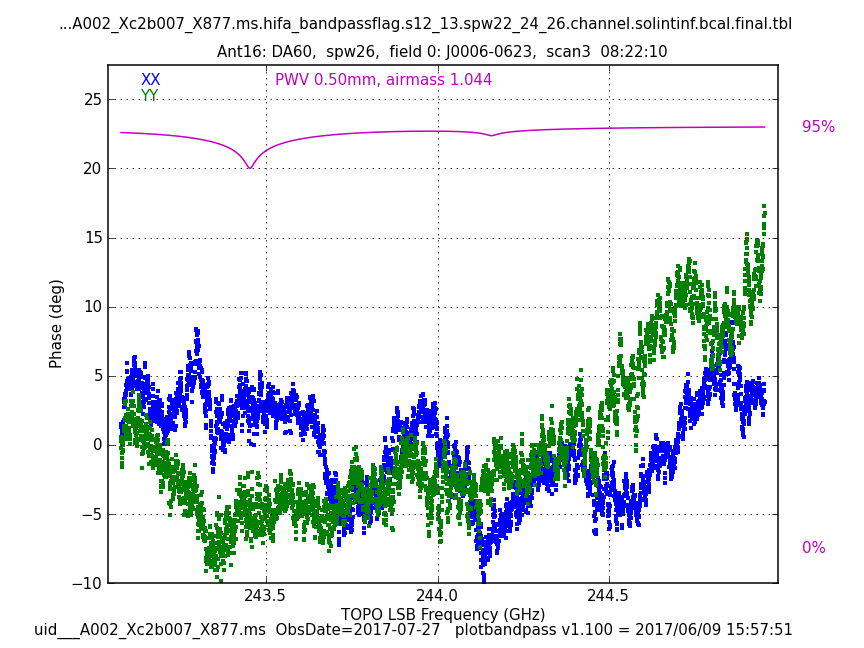 ...A002_Xc2b007_X877.ms.hifa_bandpassflag.s12_13.spw22_24_26.channel.solintinf.bcal.final.tbl
Ant16: DA60, spw26, field 0: J0006-0623, scan3 08:22:10
XX PWV 0.50mm, airmass 1.044
YY
25
95%
20
15
10
Phase (deg)
5
0
−5
0%
−10
243.5 244.0 244.5
TOPO LSB Frequency (GHz)
uid___A002_Xc2b007_X877.ms ObsDate=2017-07-27 plotbandpass v1.100 = 2017/06/09 15:57:51